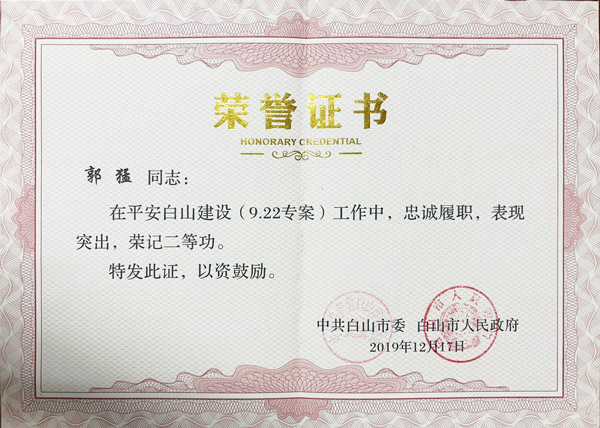 荣誉证书
HONORARY CREDENTIAL
郭猛 同志：
在平安白山建设（9.22专案）工作中，忠诚履职，表现
突出，荣记二等功。
特发此证，以资鼓励。
中共白山市委 白山市人民政府
2019年12月17日